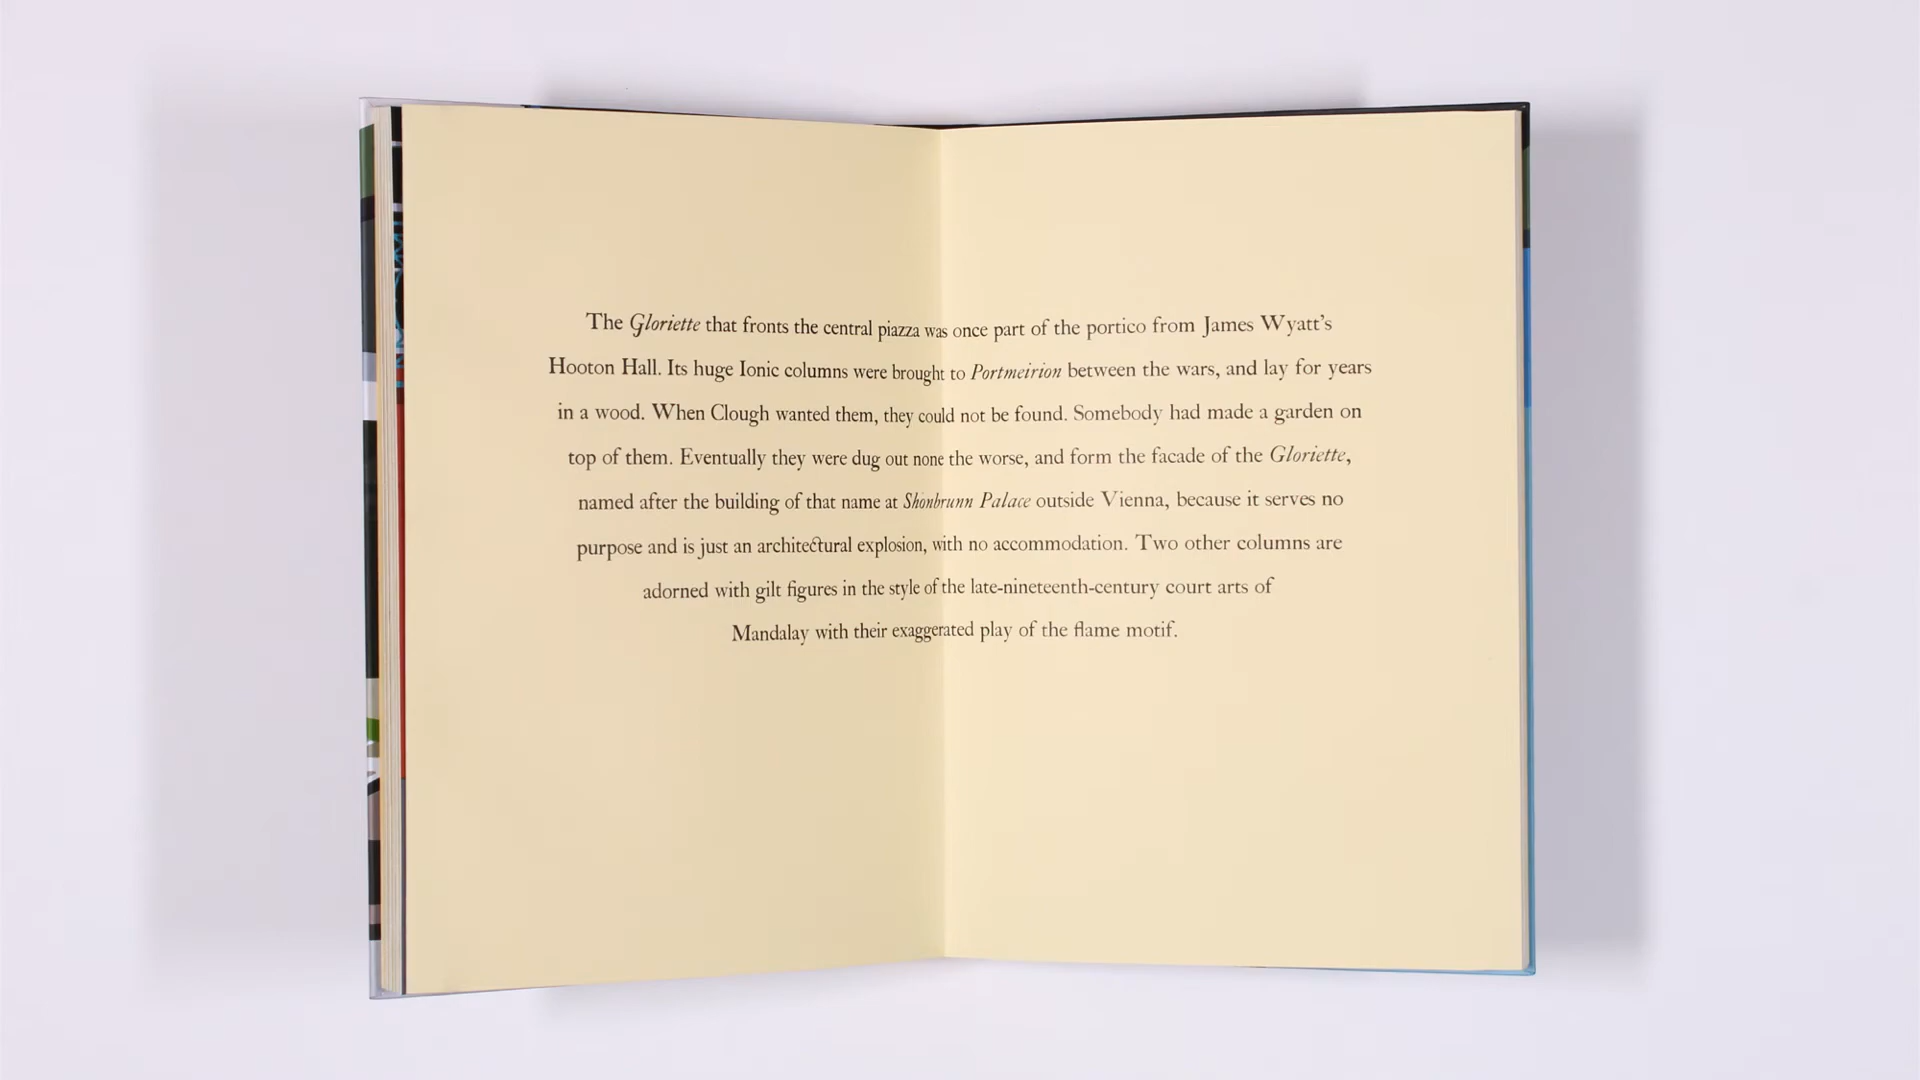 The Gloriette that fronts the central piazza was once part of the portico from James Wyatt's
Hooton Hall. Its huge Ionic columns were brought to Portmeirion between the wars, and lay for years
in a wood. When Clough wanted them, they could not be found. Somebody had made a garden on
top of them. Eventually they were dug out none the worse, and form the facade of the Gloriette,
named after the building of that name at Shönbrunn Palace outside Vienna, because it serves no
purpose and is just an architectural explosion, with no accommodation. Two other columns are
adorned with gilt figures in the style of the late-nineteenth-century court arts of
Mandalay with their exaggerated play of the flame motif.